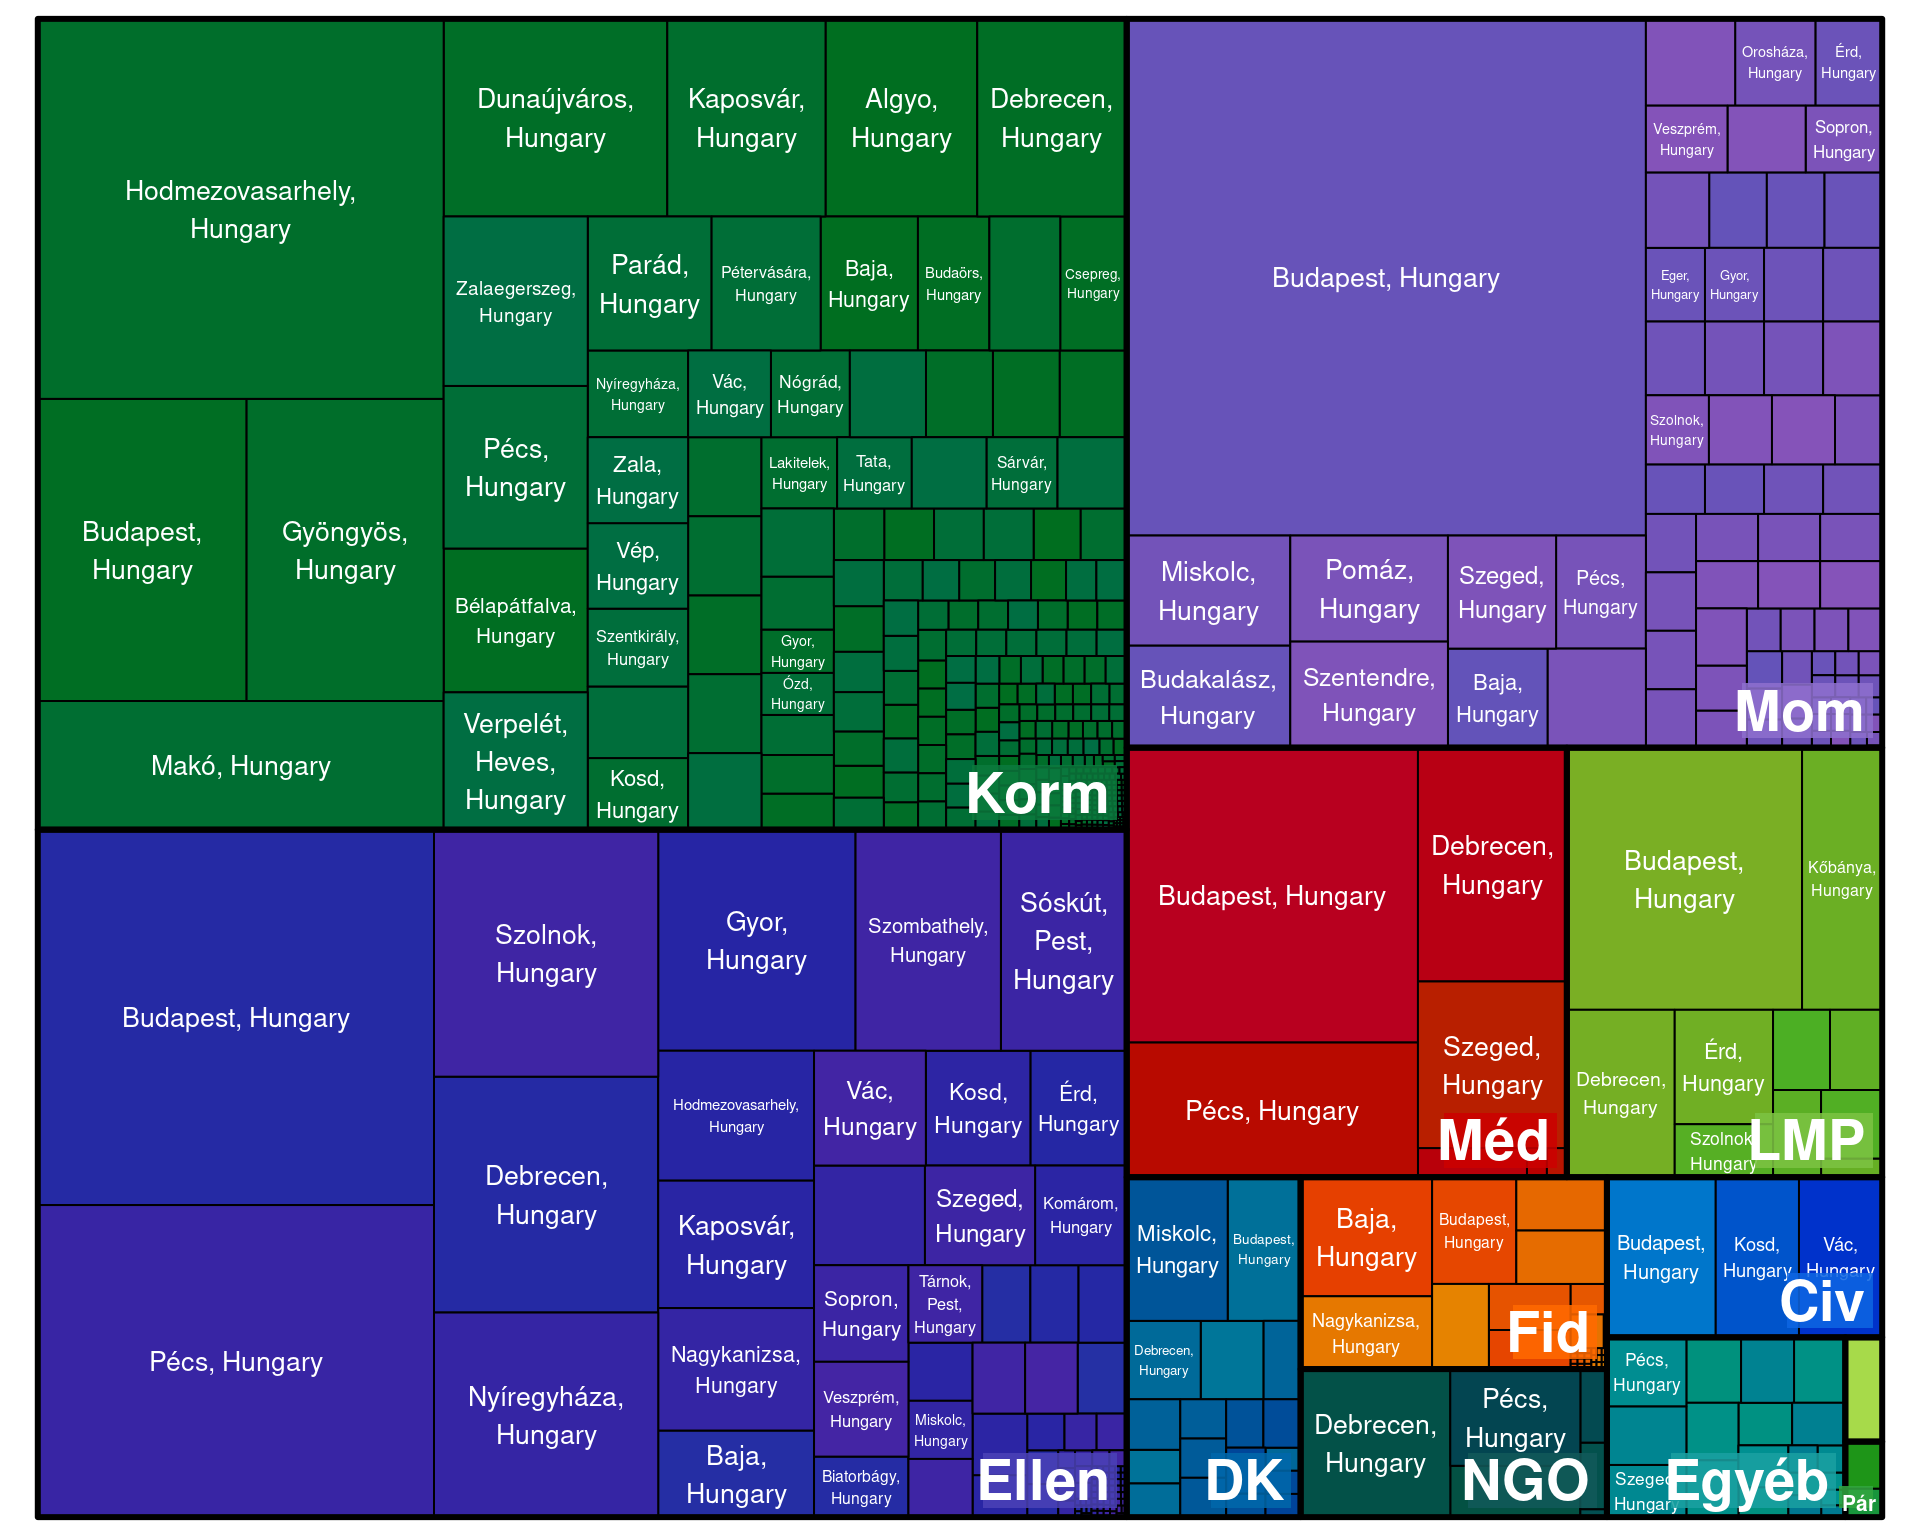 Hodmezovasarhely,
Hungary
Budapest,
Hungary
Gyöngyös,
Hungary
Makó, Hungary
Dunaújváros,
Hungary
Kaposvár,
Hungary
Algyo,
Hungary
Debrecen,
Hungary
Zalaegerszeg,
Hungary
Pécs,
Hungary
Bélapátfalva,
Hungary
Verpelét,
Heves,
Hungary
Parád,
Hungary
Pétervására,
Hungary
Baja,
Hungary
Budaörs,
Hungary
Csepreg,
Hungary
Nyíregyháza,
Hungary
Vác,
Hungary
Nógrád,
Hungary
Zala,
Hungary
Vép,
Hungary
Szentkirály,
Hungary
Kosd,
Hungary
Lakitelek,
Hungary
Tata,
Hungary
Sárvár,
Hungary
Gyor,
Hungary
Ózd,
Hungary
Korm
Budapest, Hungary
Miskolc,
Hungary
Budakalász,
Hungary
Pomáz,
Hungary
Szentendre,
Hungary
Szeged,
Hungary
Pécs,
Hungary
Baja,
Hungary
Orosháza,
Hungary
Érd,
Hungary
Veszprém,
Hungary
Sopron,
Hungary
Eger,
Hungary
Gyor,
Hungary
Szolnok,
Hungary
Mom
Budapest, Hungary
Pécs, Hungary
Szolnok,
Hungary
Debrecen,
Hungary
Nyíregyháza,
Hungary
Gyor,
Hungary
Szombathely,
Hungary
Sóskút,
Pest,
Hungary
Hodmezovasarhely,
Hungary
Kaposvár,
Hungary
Nagykanizsa,
Hungary
Baja,
Hungary
Vác,
Hungary
Kosd,
Hungary
Érd,
Hungary
Szeged,
Hungary
Komárom,
Hungary
Sopron,
Hungary
Tárnok,
Pest,
Hungary
Veszprém,
Hungary
Miskolc,
Hungary
Biatorbágy,
Hungary
Ellen
Budapest, Hungary
Pécs, Hungary
Debrecen,
Hungary
Szeged,
Hungary
Méd
Budapest,
Hungary
Kőbánya,
Hungary
Debrecen,
Hungary
Érd,
Hungary
Szolnok,
Hungary
LMP
Miskolc,
Hungary
Budapest,
Hungary
Debrecen,
Hungary
DK
Baja,
Hungary
Budapest,
Hungary
Nagykanizsa,
Hungary
Fid
Debrecen,
Hungary
Pécs,
Hungary
NGO
Budapest,
Hungary
Kosd,
Hungary
Vác,
Hungary
Civ
Pécs,
Hungary
Szeged,
Hungary
Egyéb
Pár